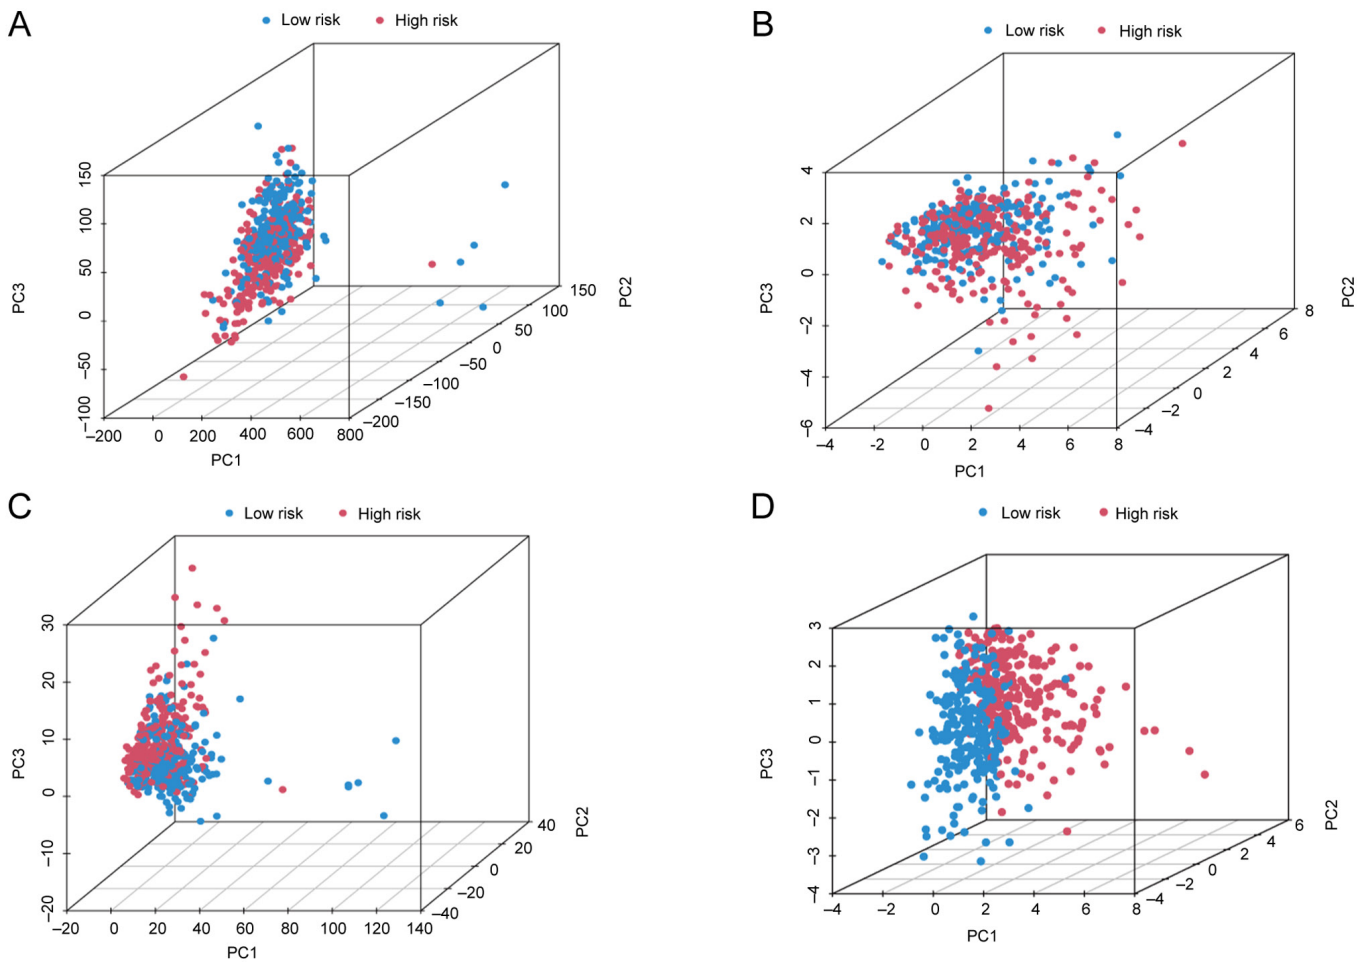 A
Low risk High risk
PC3
150
100
50
0
–50
–100
–200 0 200 400 600 800
PC1
–200
–150
–100
–50
0
50
100
150
PC2
B
Low risk High risk
PC3
4
2
0
–2
–4
–6
–4 -2 0 2 4 6 8
PC1
–4
–2
0
2
4
6
8
PC2
C
Low risk High risk
PC3
30
20
10
0
–10
–20
–20 0 20 40 60 80 100 120 140
PC1
–40
–20
0
20
40
PC2
D
Low risk High risk
PC3
3
2
1
0
–1
–2
–3
–4
–4 –2 0 2 4 6 8
PC1
–4
–2
0
2
4
6
PC2